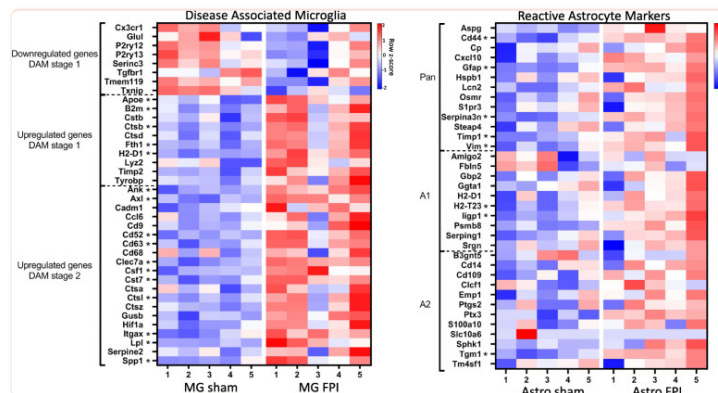 Disease Associated Microglia
Downregulated genes
DAM stage 1
Cx3cr1
Glul
P2ry12
P2ry13
Serinc3
Tgfbr1
Tmem119
Txnip
Upregulated genes
DAM stage 1
Apoe *
B2m *
Cstb
Ctsb *
Ctsd
Fth1 *
H2-D1 *
Lyz2
Timp2
Tyrobp
Upregulated genes
DAM stage 2
Ank *
Axl *
Cadm1
Ccl6
Cd9
Cd52 *
Cd63 *
Cd68
Clec7a *
Csf1 *
Cst7 *
Ctsa
Ctsl *
Ctsz
Gusb
Hif1a
Itgax *
Lpl *
Serpine2
Spp1 *
1 2 3 4 5 1 2 3 4 5
MG sham MG FPI
Row z-score
Reactive Astrocyte Markers
Pan
Aspg
Cd44 *
Cp
Cxcl10
Gfap *
Hspb1
Lcn2
Osmr
S1pr3
Serpina3n *
Steap4
Timp1 *
Vim *
A1
Amigo2
Fbln5
Gbp2
Ggta1
H2-D1
H2-T23 *
Iigp1 *
Psmb8
Serping1
Srgn
A2
B3gnt5
Cd14
Cd109
Clcf1
Emp1
Ptgs2
Ptx3
S100a10
Slc10a6
Sphk1
Tgm1 *
Tm4sf1
1 2 3 4 5 1 2 3 4 5
Astro sham Astro FPI